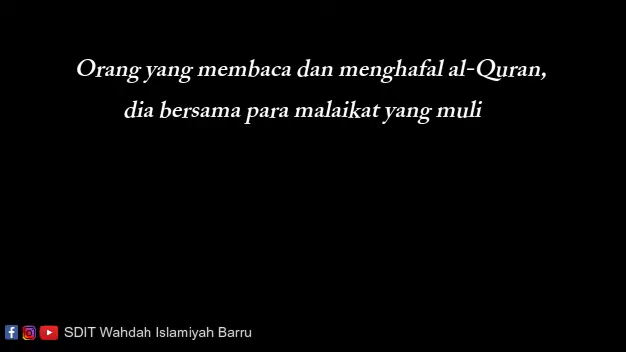 Orang yang membaca dan menghafal al-Quran,
dia bersama para malaikat yang muli
SDIT Wahdah Islamiyah Barru